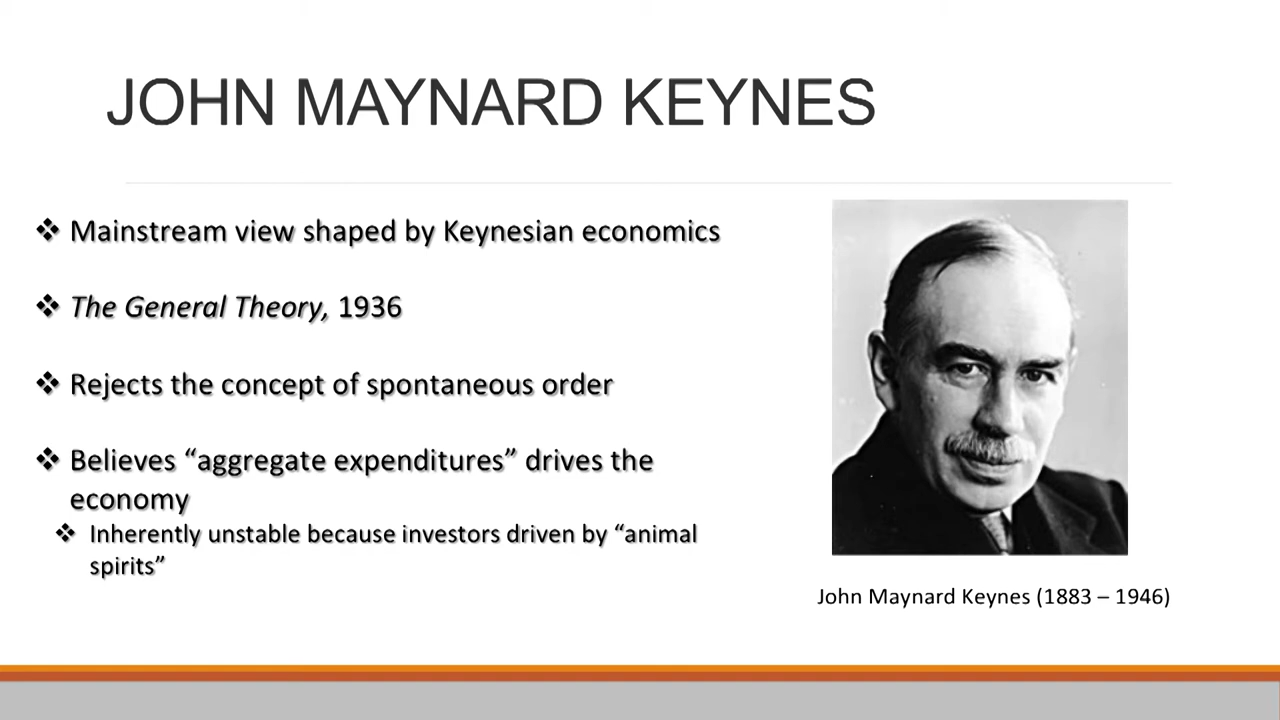 JOHN MAYNARD KEYNES
❖ Mainstream view shaped by Keynesian economics
❖ The General Theory, 1936
❖ Rejects the concept of spontaneous order
❖ Believes “aggregate expenditures” drives the
economy
❖ Inherently unstable because investors driven by “animal
spirits”
John Maynard Keynes (1883 – 1946)